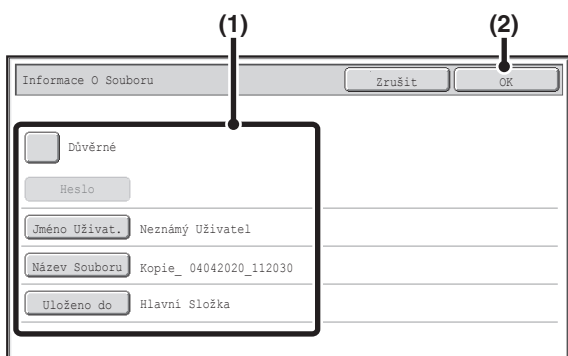 (1) (2)
Informace O Souboru Zrušit OK
Důvěrné
Heslo
Jméno Uživat. Neznámý Uživatel
Název Souboru Kopie_ 04042020_112030
Uloženo do Hlavní Složka